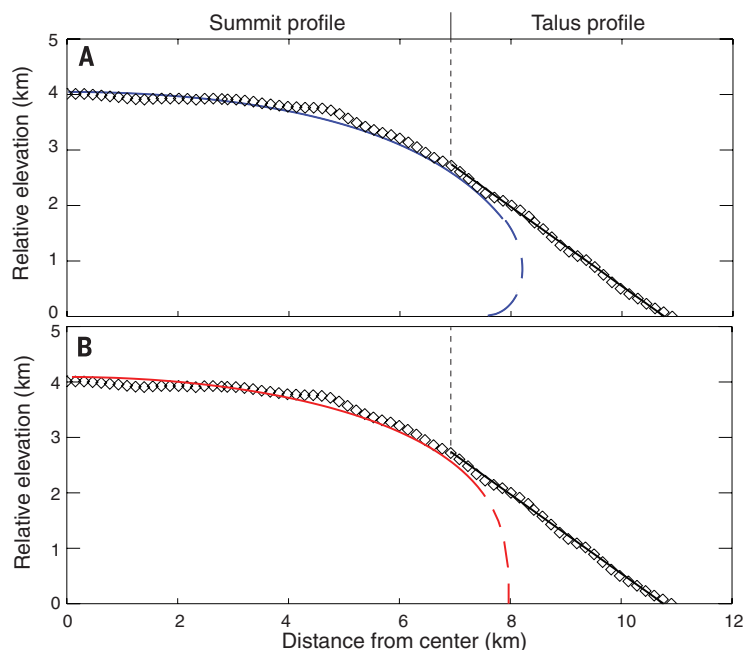 Summit profile Talus profile
5
A
4
3
2
1
0
Relative elevation (km)
5
B
4
3
2
1
0
Relative elevation (km)
0 2 4 6 8 10 12
Distance from center (km)